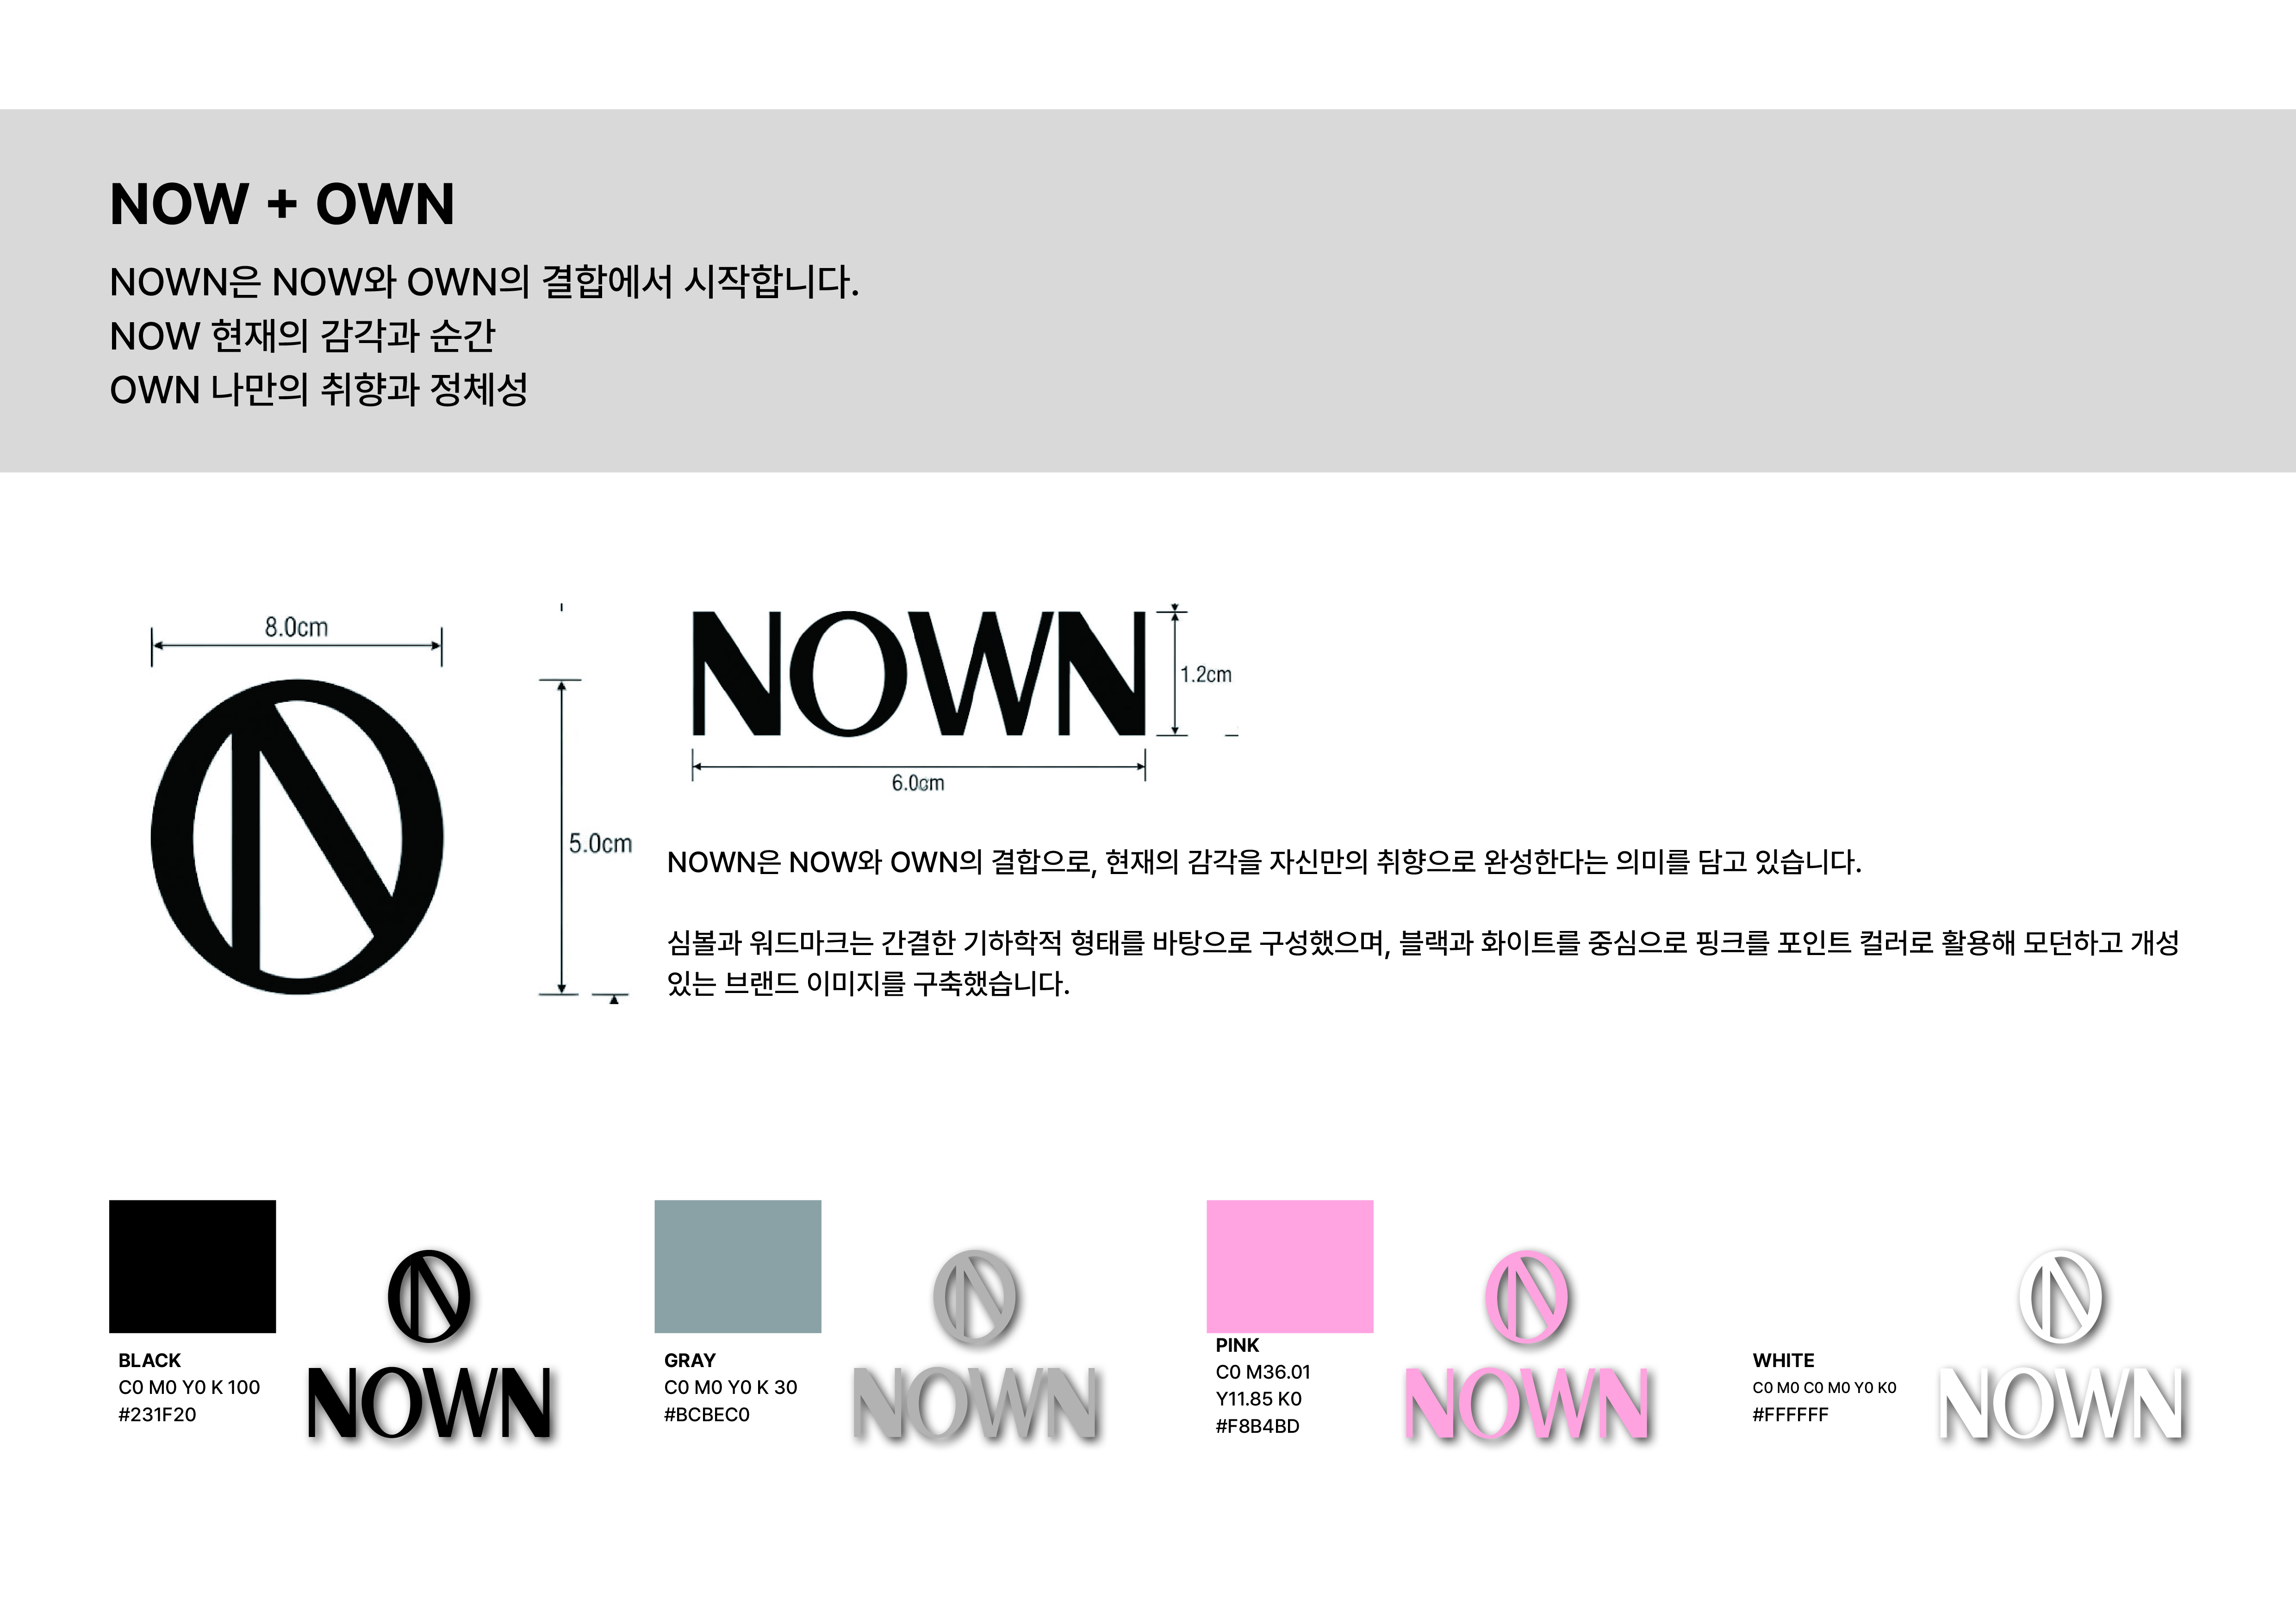 NOW + OWN
NOWN은 NOW와 OWN의 결합에서 시작합니다.
NOW 현재의 감각과 순간
OWN 나만의 취향과 정체성
8.0cm
5.0cm
NOWN
1.2cm
6.0cm
NOWN은 NOW와 OWN의 결합으로, 현재의 감각을 자신만의 취향으로 완성한다는 의미를 담고 있습니다.
심볼과 워드마크는 간결한 기하학적 형태를 바탕으로 구성했으며, 블랙과 화이트를 중심으로 핑크를 포인트 컬러로 활용해 모던하고 개성
있는 브랜드 이미지를 구축했습니다.
BLACK
C0 M0 Y0 K 100
#231F20
NOWN
GRAY
C0 M0 Y0 K 30
#BCBEC0
NOWN
PINK
C0 M36.01
Y11.85 K0
#F8B4BD
NOWN
WHITE
C0 M0 C0 M0 Y0 K0
#FFFFFF
NOWN